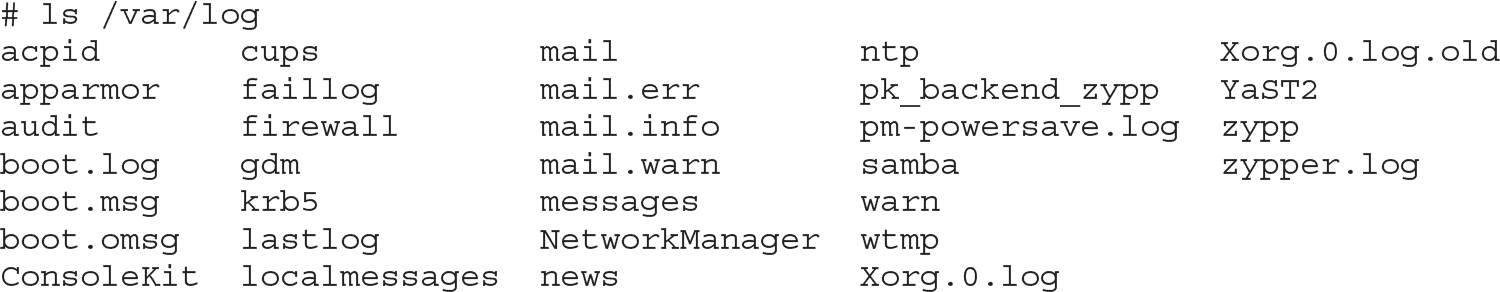 # ls /var/log
acpid cups mail ntp Xorg.0.log.old
apparmor faillog mail.err pk_backend_zypp YaST2
audit firewall mail.info pm-powersave.log zypp
boot.log gdm mail.warn samba zypper.log
boot.msg krb5 messages warn
boot.omsg lastlog NetworkManager wtmp
ConsoleKit localmessages news Xorg.0.log